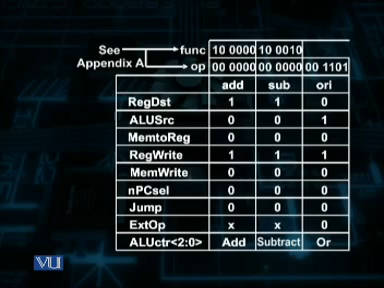 See func 10 0000 10 0010
Appendix A op 00 0000 00 0000 00 1101
add sub ori
RegDst 1 1 0
ALUSrc 0 0 1
MemtoReg 0 0 0
RegWrite 1 1 1
MemWrite 0 0 0
nPCsel 0 0 0
Jump 0 0 0
ExtOp x x 0
ALUctr<2:0> Add Subtract Or
VU